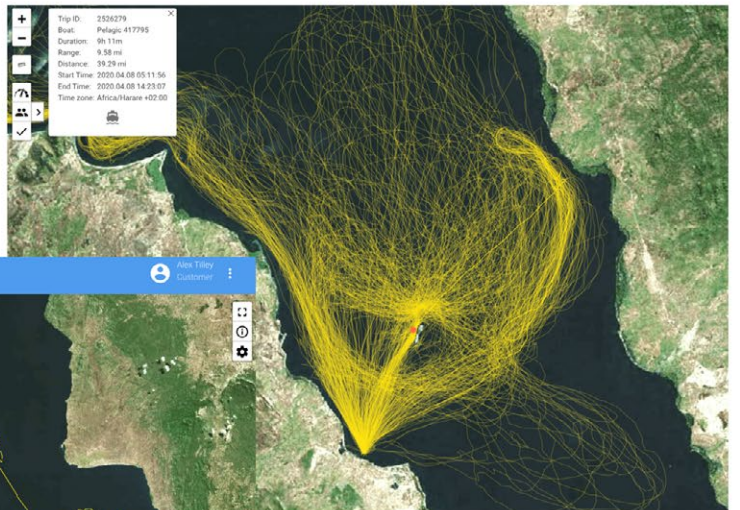 +
−
Trip ID: 2526279
Boat: Pelagic 417795
Duration: 9h 11m
Range: 9.58 mi
Distance: 39.29 mi
Start Time: 2020.04.08 05:11:56
End Time: 2020.04.08 14:23:07
Time zone: Africa/Harare +02:00
Alex Tilley
Customer